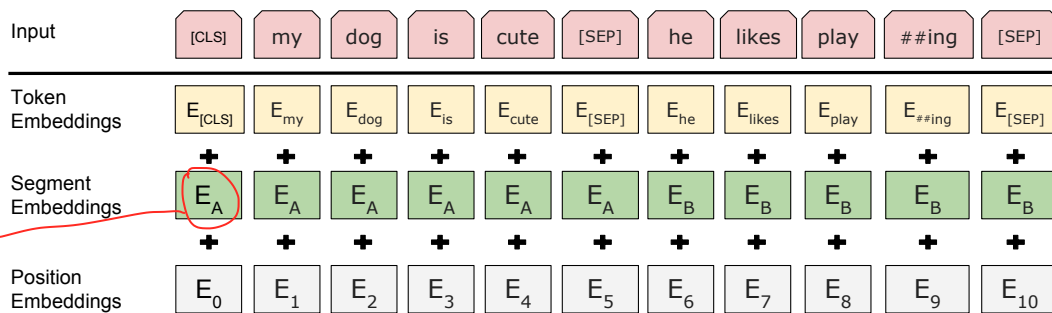 Input [CLS] my dog is cute [SEP] he likes play ##ing [SEP]
Token Embeddings E[CLS] Emy Edog Eis Ecute E[SEP] Ehe Elikes Eplay E##ing E[SEP]
+ + + + + + + + + + +
Segment Embeddings EA EA EA EA EA EA EB EB EB EB EB
+ + + + + + + + + + +
Position Embeddings E0 E1 E2 E3 E4 E5 E6 E7 E8 E9 E10